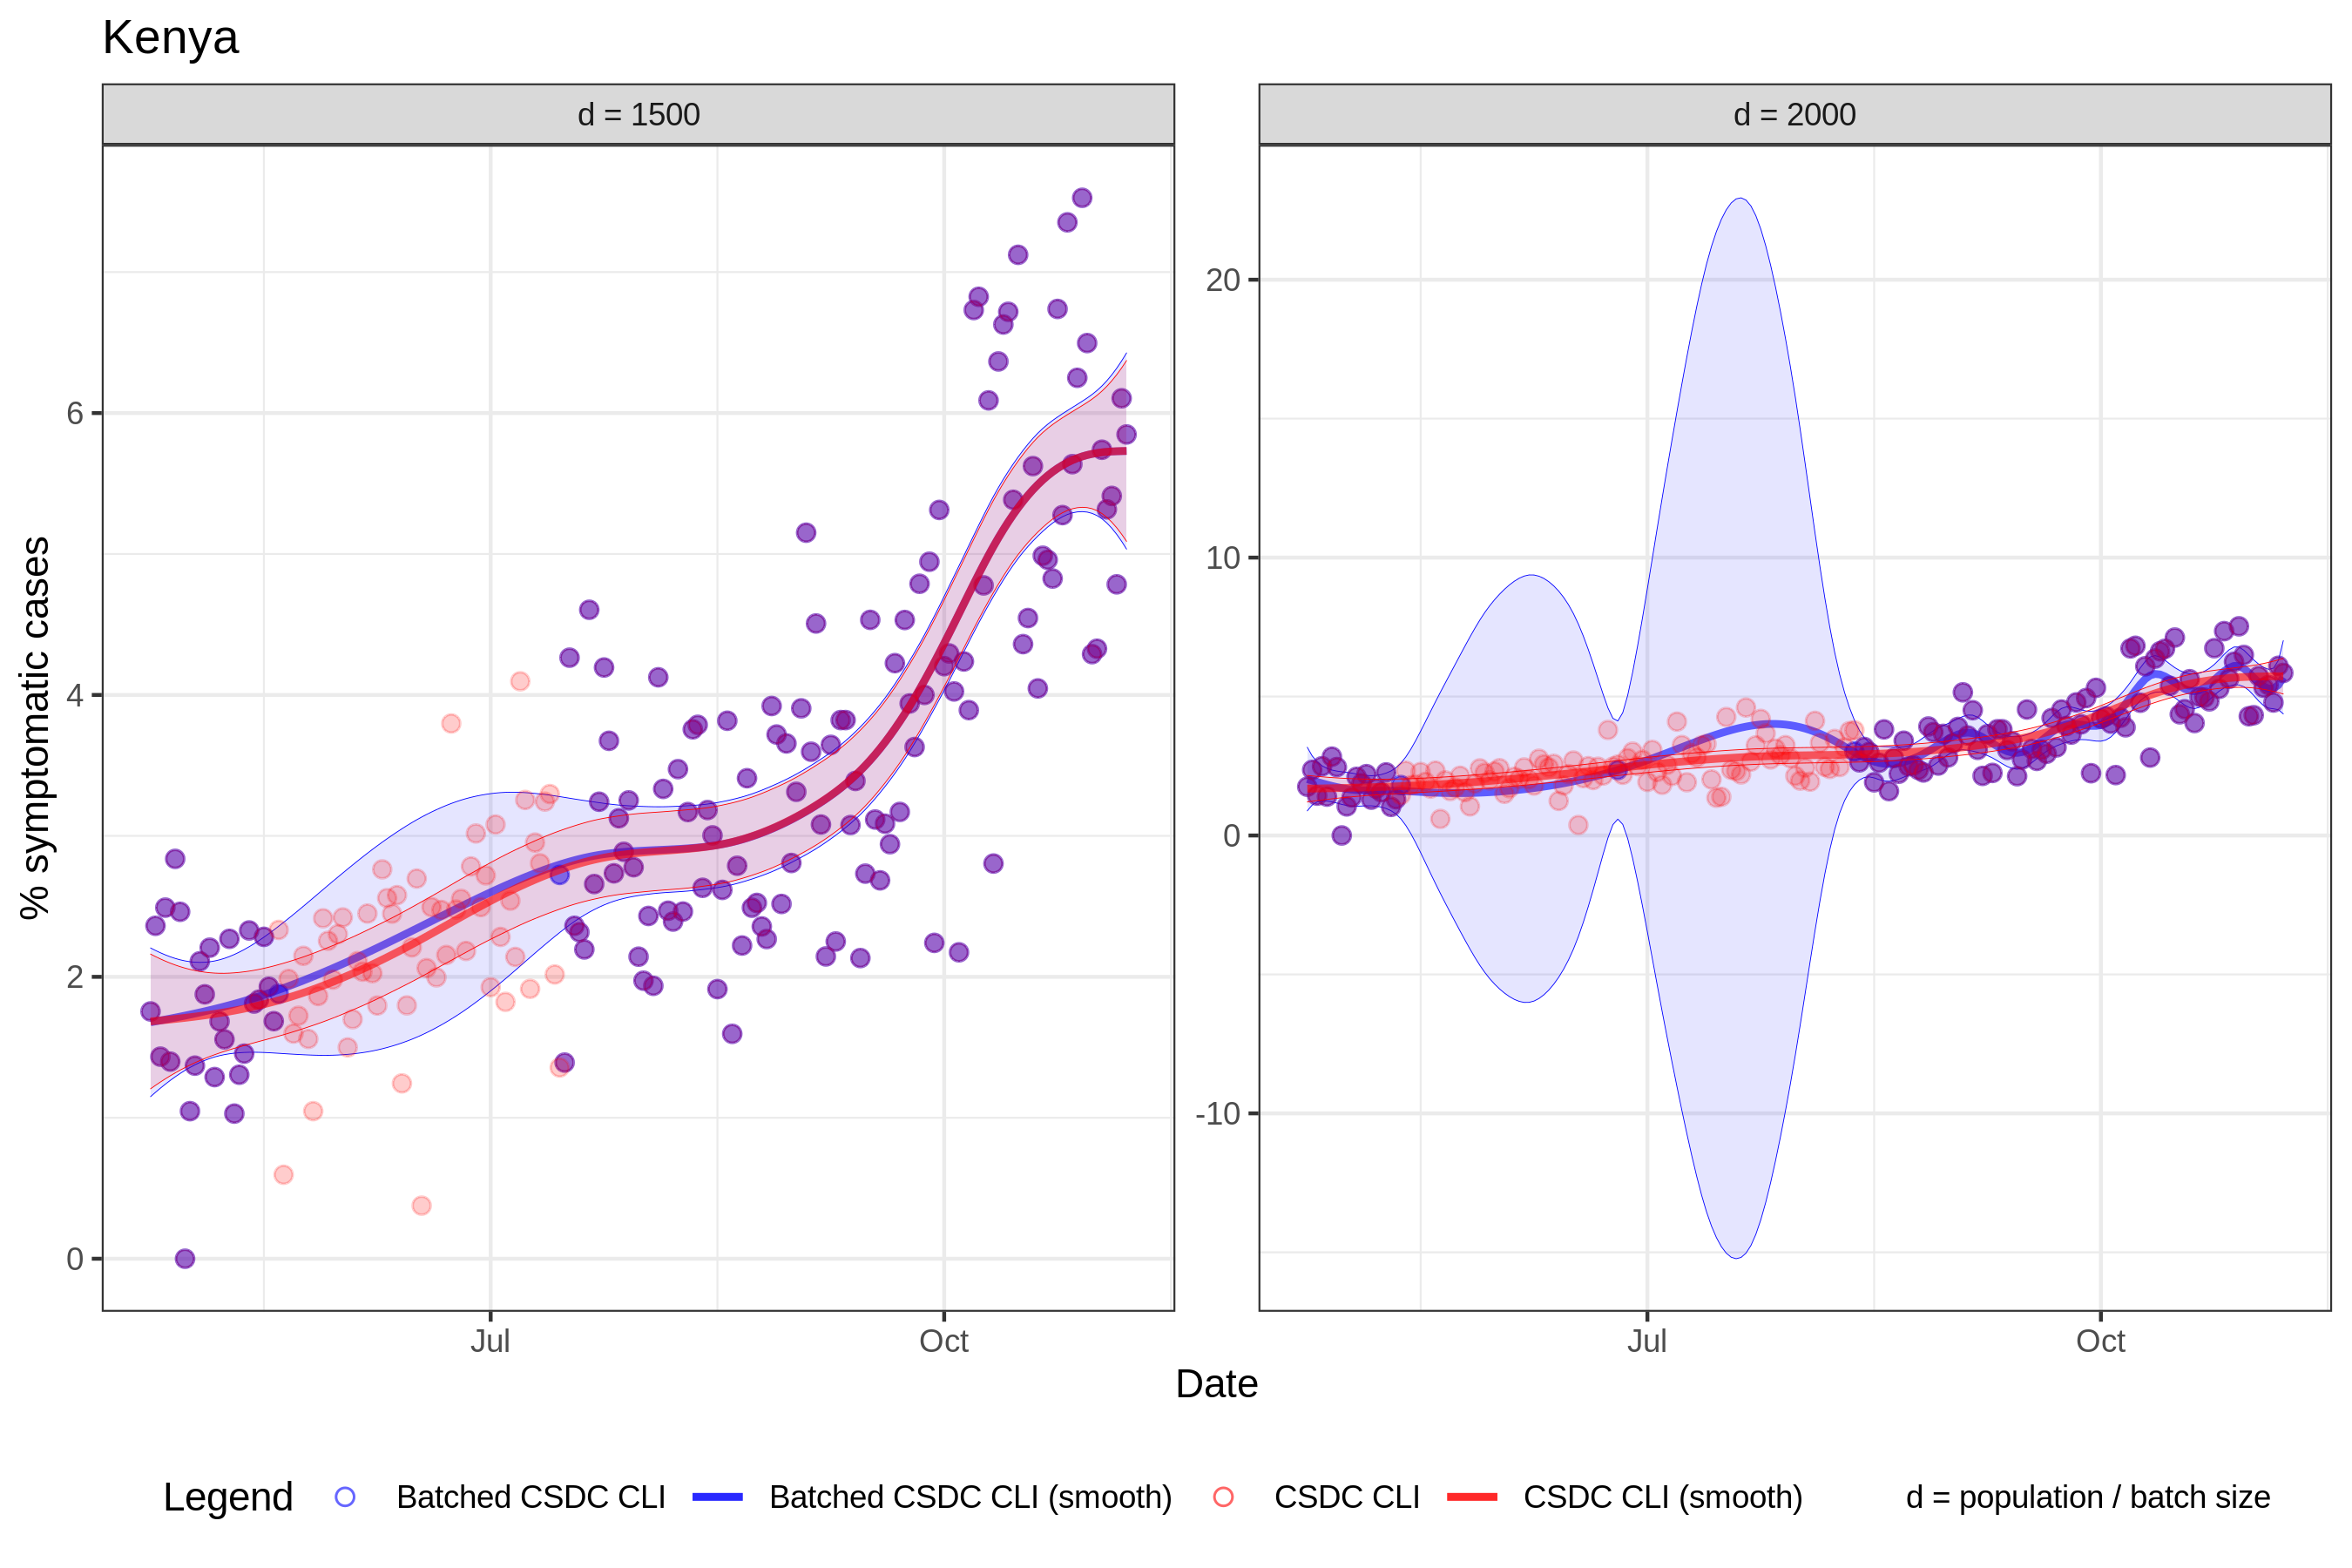 Kenya
d = 1500
d = 2000
% symptomatic cases
6
4
2
0
20
10
0
-10
Jul
Oct
Jul
Oct
Date
Legend
Batched CSDC CLI
Batched CSDC CLI (smooth)
CSDC CLI
CSDC CLI (smooth)
d = population / batch size